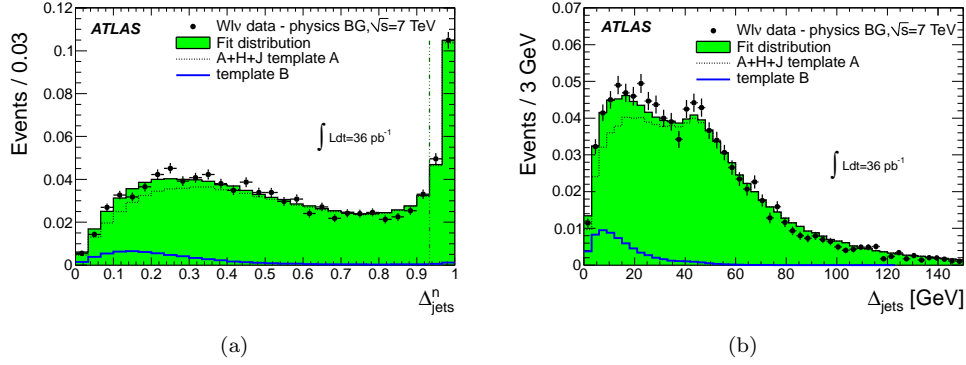 ATLAS
Wlν data - physics BG,√s=7 TeV
Fit distribution
A+H+J template A
template B
∫ Ldt=36 pb⁻¹
Events / 0.03
0.12
0.1
0.08
0.06
0.04
0.02
0
0 0.1 0.2 0.3 0.4 0.5 0.6 0.7 0.8 0.9 1
Δⁿjets
(a)
ATLAS
Wlν data - physics BG,√s=7 TeV
Fit distribution
A+H+J template A
template B
∫ Ldt=36 pb⁻¹
Events / 3 GeV
0.07
0.06
0.05
0.04
0.03
0.02
0.01
0.00
0 20 40 60 80 100 120 140
Δjets [GeV]
(b)